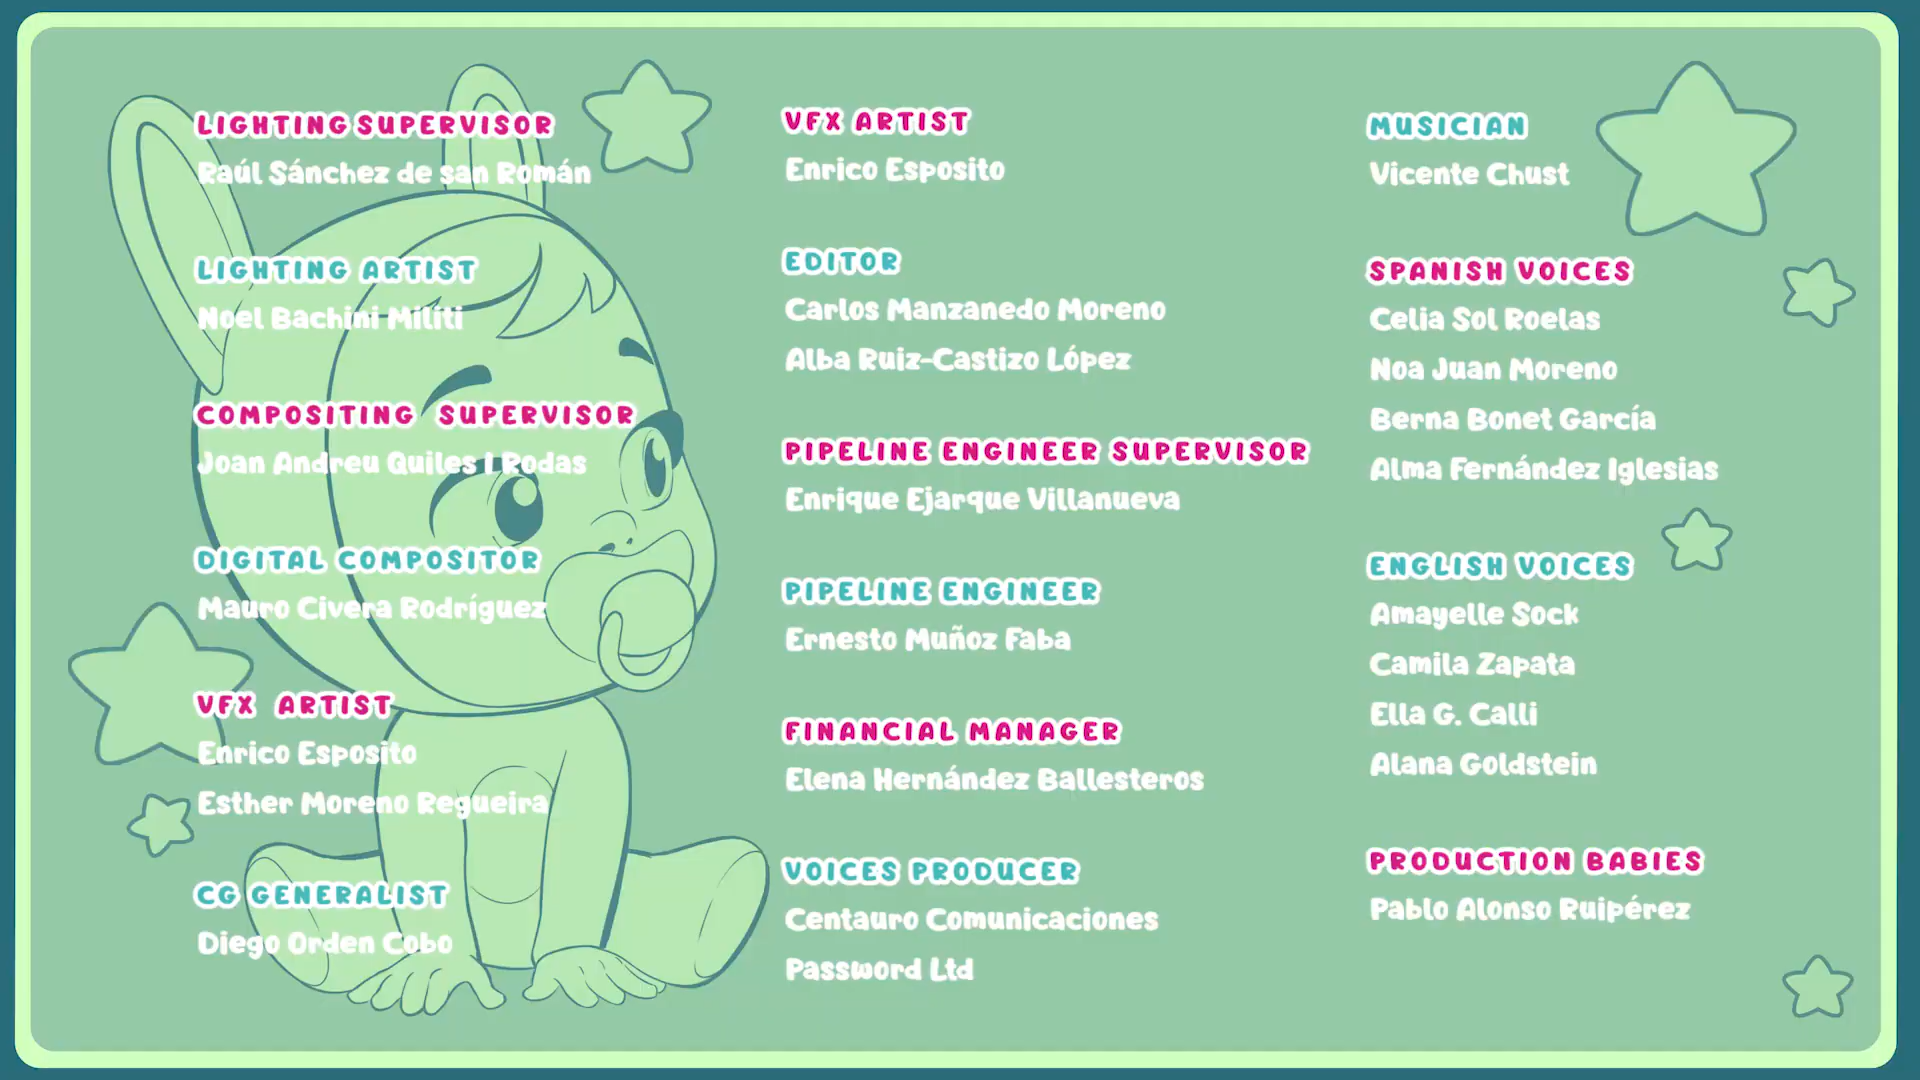 LIGHTING SUPERVISOR
Raúl Sánchez de san Román
LIGHTING ARTIST
Noel Bachini Militi
COMPOSITING SUPERVISOR
Joan Andreu Quiles I Rodas
DIGITAL COMPOSITOR
Mauro Civera Rodríguez
VFX ARTIST
Enrico Esposito
Esther Moreno Regueira
CG GENERALIST
Diego Orden Cobo
VFX ARTIST
Enrico Esposito
EDITOR
Carlos Manzanedo Moreno
Alba Ruiz-Castizo López
PIPELINE ENGINEER SUPERVISOR
Enrique Ejarque Villanueva
PIPELINE ENGINEER
Ernesto Muñoz Faba
FINANCIAL MANAGER
Elena Hernández Ballesteros
VOICES PRODUCER
Centauro Comunicaciones
Password Ltd
MUSICIAN
Vicente Chust
SPANISH VOICES
Celia Sol Roelas
Noa Juan Moreno
Berna Bonet García
Alma Fernández Iglesias
ENGLISH VOICES
Amayelle Sock
Camila Zapata
Ella G. Calli
Alana Goldstein
PRODUCTION BABIES
Pablo Alonso Ruipérez